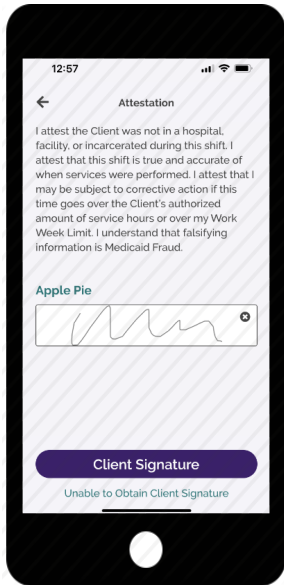 12:57
Attestation
I attest the Client was not in a hospital,
facility, or incarcerated during this shift. I
attest that this shift is true and accurate of
when services were performed. I attest that I
may be subject to corrective action if this
time goes over the Client's authorized
amount of service hours or over my Work
Week Limit. I understand that falsifying
information is Medicaid Fraud.
Apple Pie
Client Signature
Unable to Obtain Client Signature